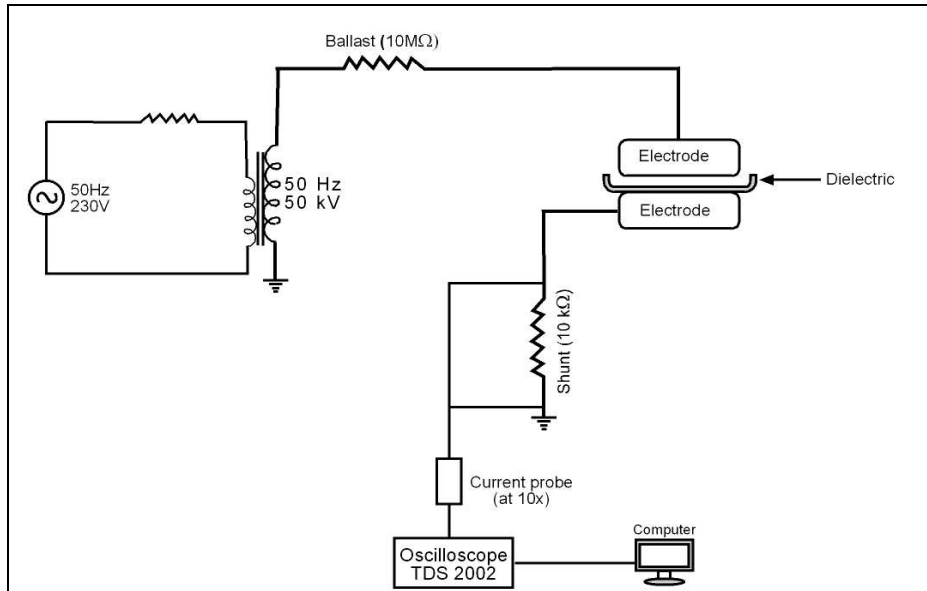 Ballast (10MΩ)
50Hz
230V
50 Hz
50 kV
Electrode
Dielectric
Electrode
Shunt (10 kΩ)
Current probe
(at 10x)
Oscilloscope
TDS 2002
Computer